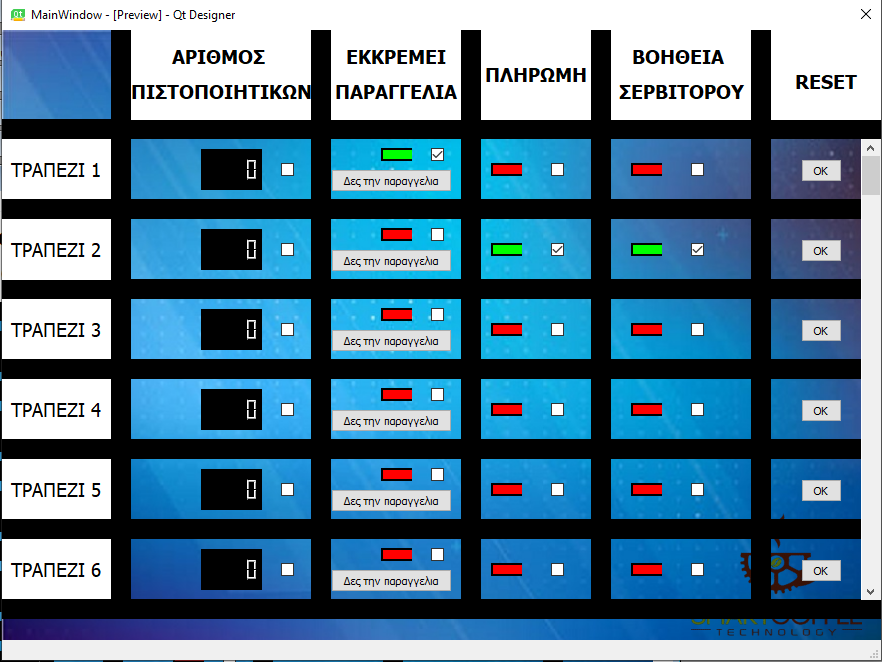 MainWindow - [Preview] - Qt Designer
ΑΡΙΘΜΟΣ
ΠΙΣΤΟΠΟΙΗΤΙΚΩΝ
ΕΚΚΡΕΜΕΙ
ΠΑΡΑΓΓΕΛΙΑ
ΠΛΗΡΩΜΗ
ΒΟΗΘΕΙΑ
ΣΕΡΒΙΤΟΡΟΥ
RESET
ΤΡΑΠΕΖΙ 1
0
Δες την παραγγελια
OK
ΤΡΑΠΕΖΙ 2
0
Δες την παραγγελια
OK
ΤΡΑΠΕΖΙ 3
0
Δες την παραγγελια
OK
ΤΡΑΠΕΖΙ 4
0
Δες την παραγγελια
OK
ΤΡΑΠΕΖΙ 5
0
Δες την παραγγελια
OK
ΤΡΑΠΕΖΙ 6
0
Δες την παραγγελια
OK
SMART COFFEE
TECHNOLOGY